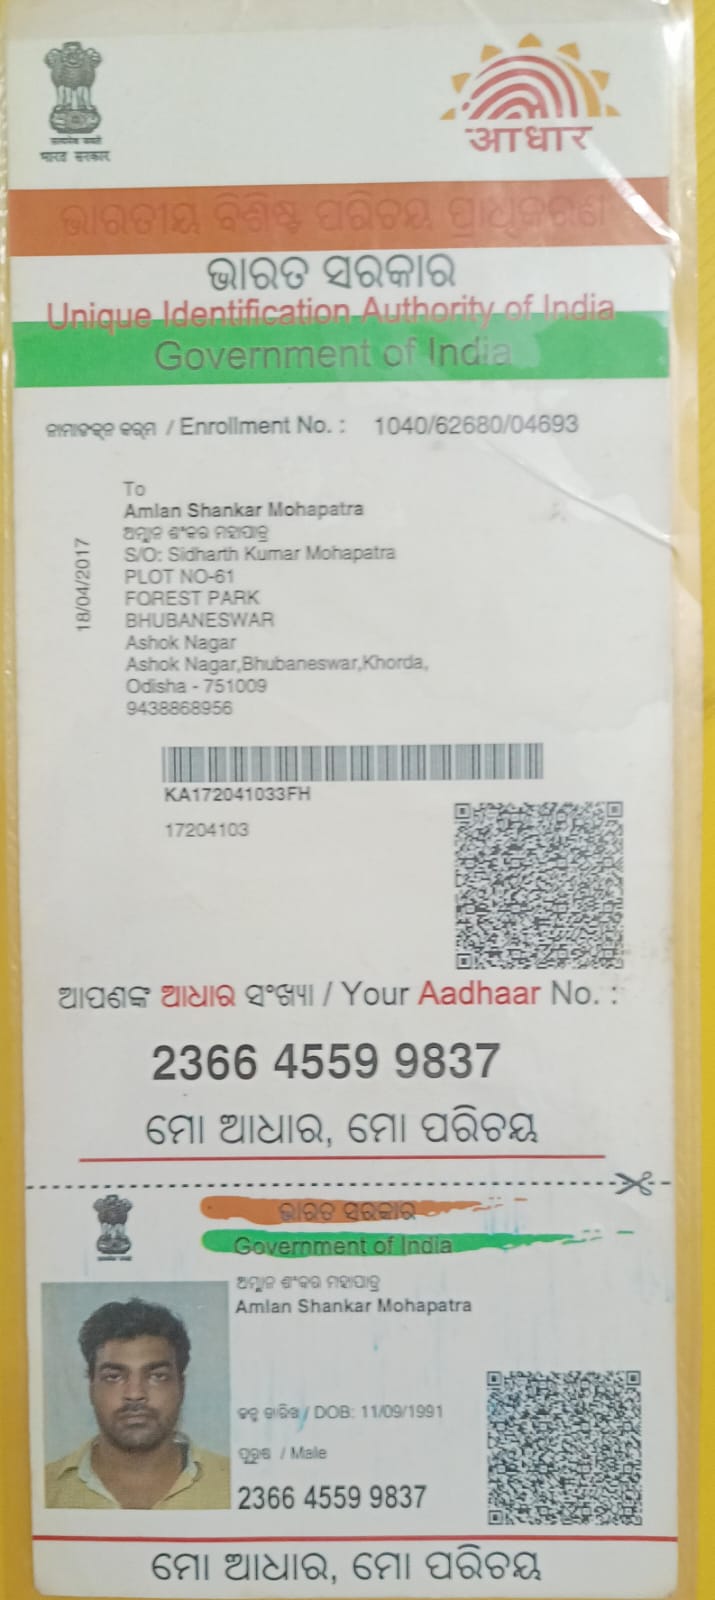 सत्यमेव जयते
भारत सरकार
आधार
ଭାରତୀୟ ବିଶିଷ୍ଟ ପରିଚୟ ପ୍ରାଧିକରଣ
ଭାରତ ସରକାର
Unique Identification Authority of India
Government of India
ନାମାଙ୍କନ କ୍ରମ / Enrollment No. : 1040/62680/04693
18/04/2017
To
Amlan Shankar Mohapatra
ଅମ୍ଲାନ ଶଂକର ମହାପାତ୍ର
S/O: Sidharth Kumar Mohapatra
PLOT NO-61
FOREST PARK
BHUBANESWAR
Ashok Nagar
Ashok Nagar,Bhubaneswar,Khorda,
Odisha - 751009
9438868956
KA172041033FH
17204103
ଆପଣଙ୍କ ଆଧାର ସଂଖ୍ୟା / Your Aadhaar No. :
2366 4559 9837
ମୋ ଆଧାର, ମୋ ପରିଚୟ
ଭାରତ ସରକାର
Government of India
ଅମ୍ଲାନ ଶଂକର ମହାପାତ୍ର
Amlan Shankar Mohapatra
ଜନ୍ମ ତାରିଖ / DOB: 11/09/1991
ପୁରୁଷ / Male
2366 4559 9837
ମୋ ଆଧାର, ମୋ ପରିଚୟ